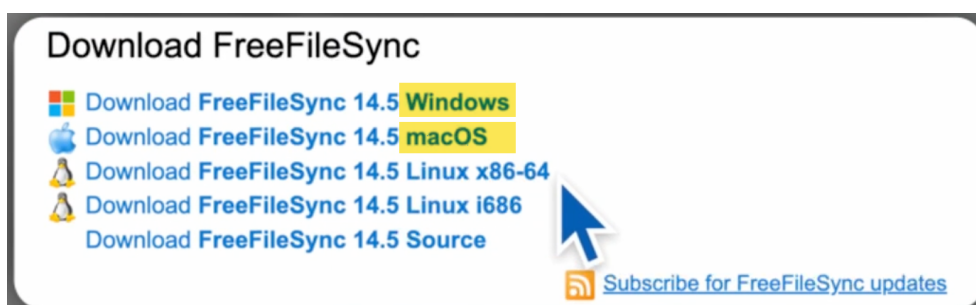 Download FreeFileSync
Download FreeFileSync 14.5 Windows
Download FreeFileSync 14.5 macOS
Download FreeFileSync 14.5 Linux x86-64
Download FreeFileSync 14.5 Linux i686
Download FreeFileSync 14.5 Source
Subscribe for FreeFileSync updates